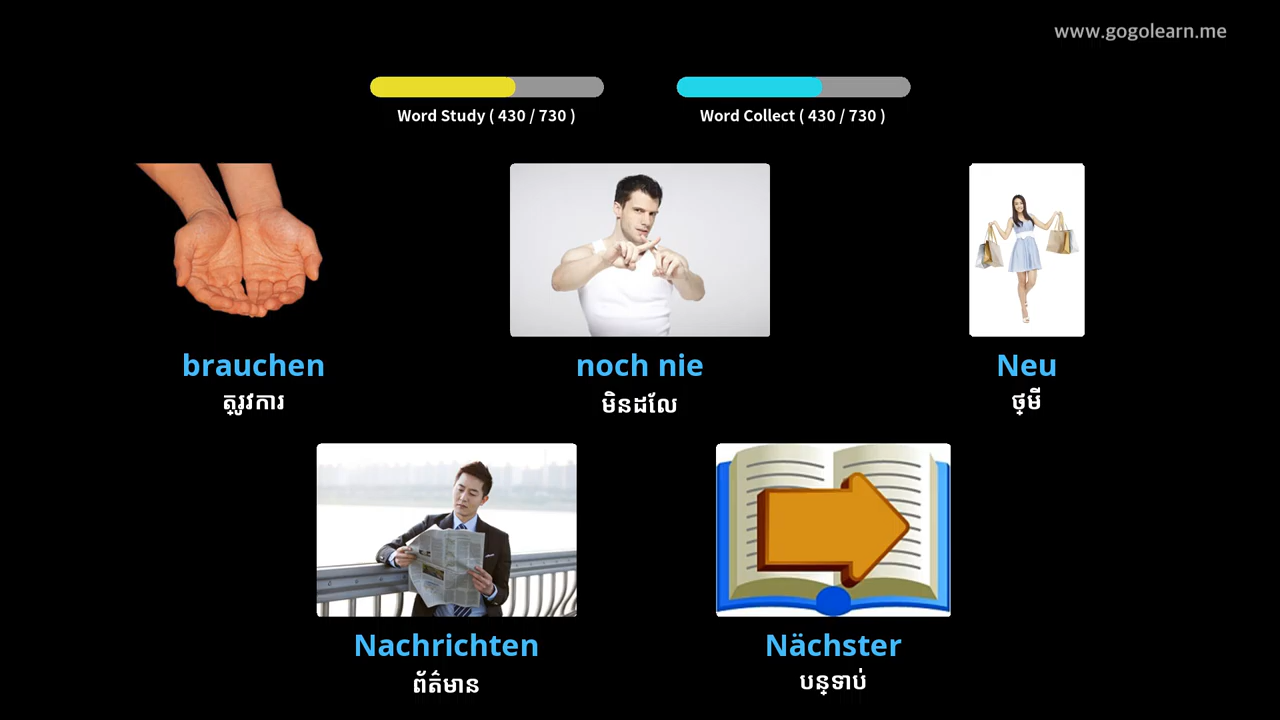 www.gogolearn.me
Word Study ( 430 / 730 )
Word Collect ( 430 / 730 )
brauchen
ត្រូវការ
noch nie
មិនដែល
Neu
ថ្មី
Nachrichten
ព័ត៌មាន
Nächster
បន្ទាប់